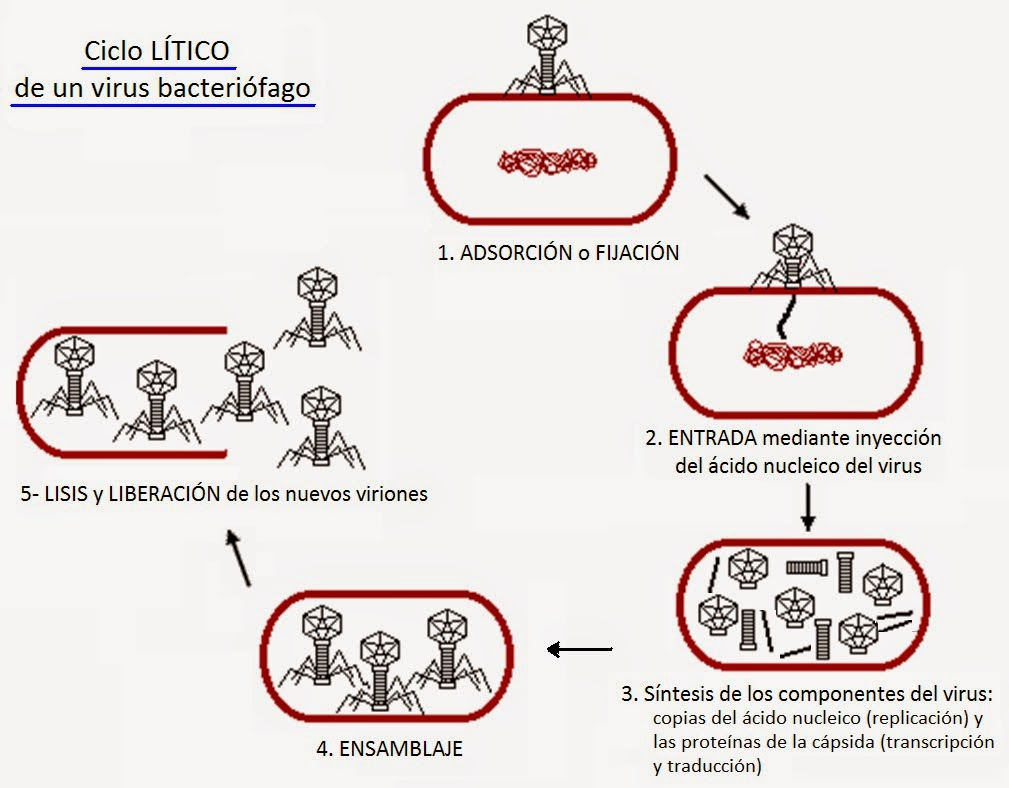 Ciclo LÍTICO
de un virus bacteriófago
1. ADSORCIÓN o FIJACIÓN
2. ENTRADA mediante inyección
del ácido nucleico del virus
3. Síntesis de los componentes del virus:
copias del ácido nucleico (replicación) y
las proteínas de la cápsida (transcripción
y traducción)
4. ENSAMBLAJE
5- LISIS y LIBERACIÓN de los nuevos viriones